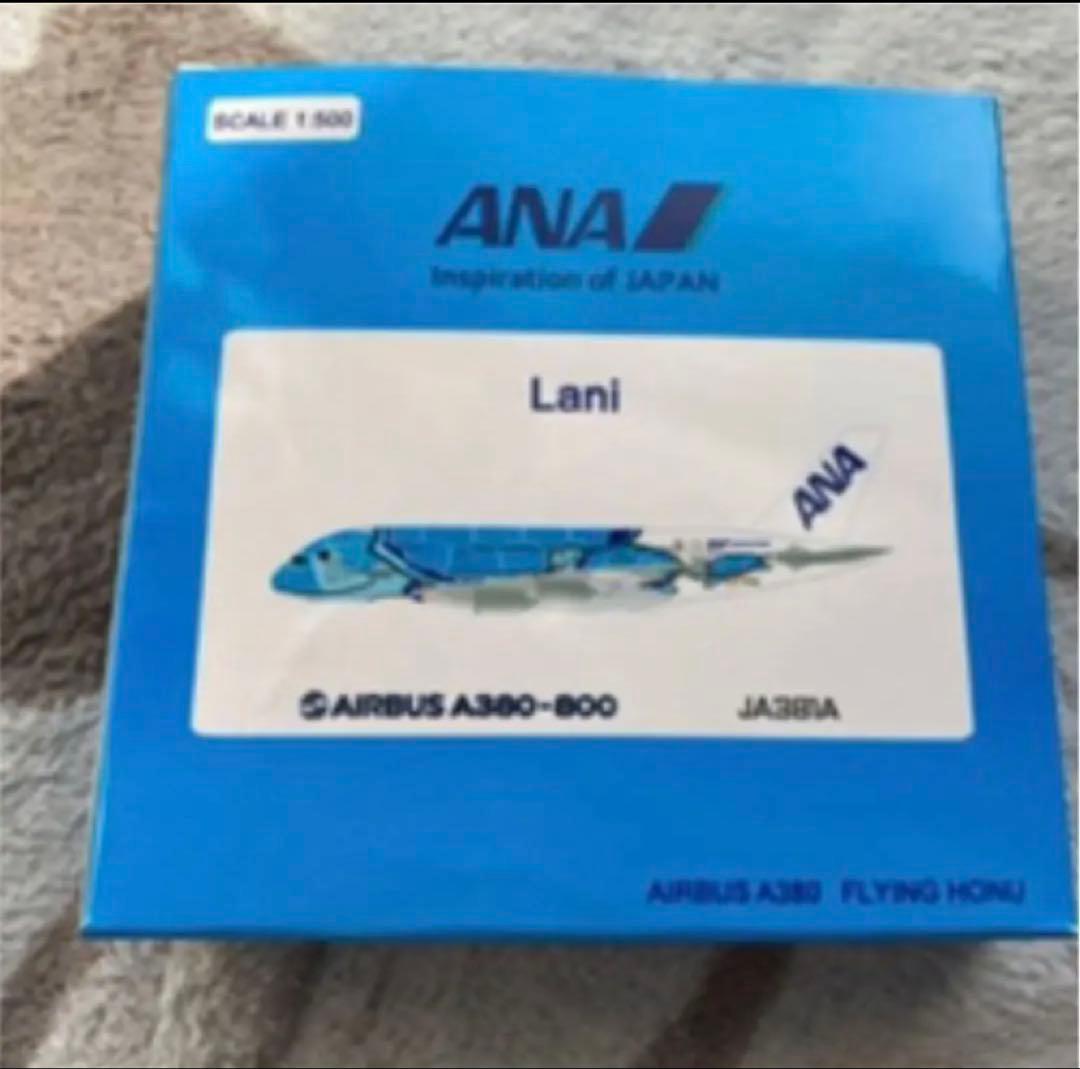 SCALE 1:500
ANA
Inspiration of JAPAN
Lani
ANA
AIRBUS A380-800
JA381A
AIRBUS A380 FLYING HONU